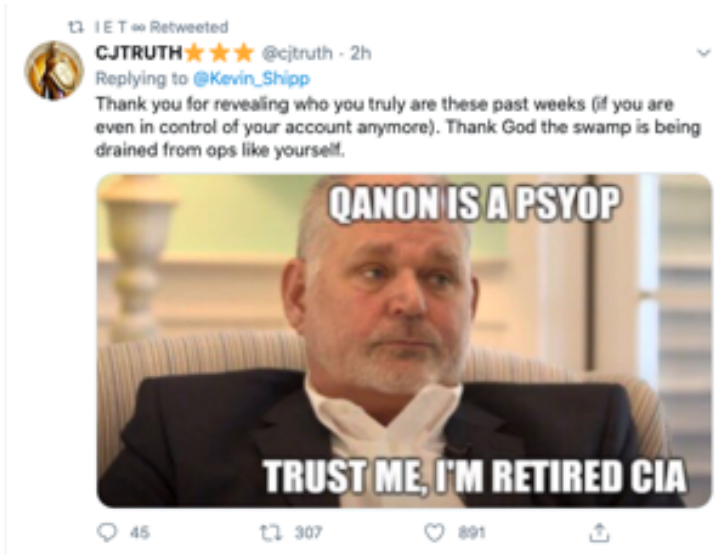 IET∞ Retweeted
CJTRUTH⭐⭐⭐ @cjtruth · 2h
Replying to @Kevin_Shipp
Thank you for revealing who you truly are these past weeks (if you are
even in control of your account anymore). Thank God the swamp is being
drained from ops like yourself.
QANON IS A PSYOP
TRUST ME, I'M RETIRED CIA
45 307 891